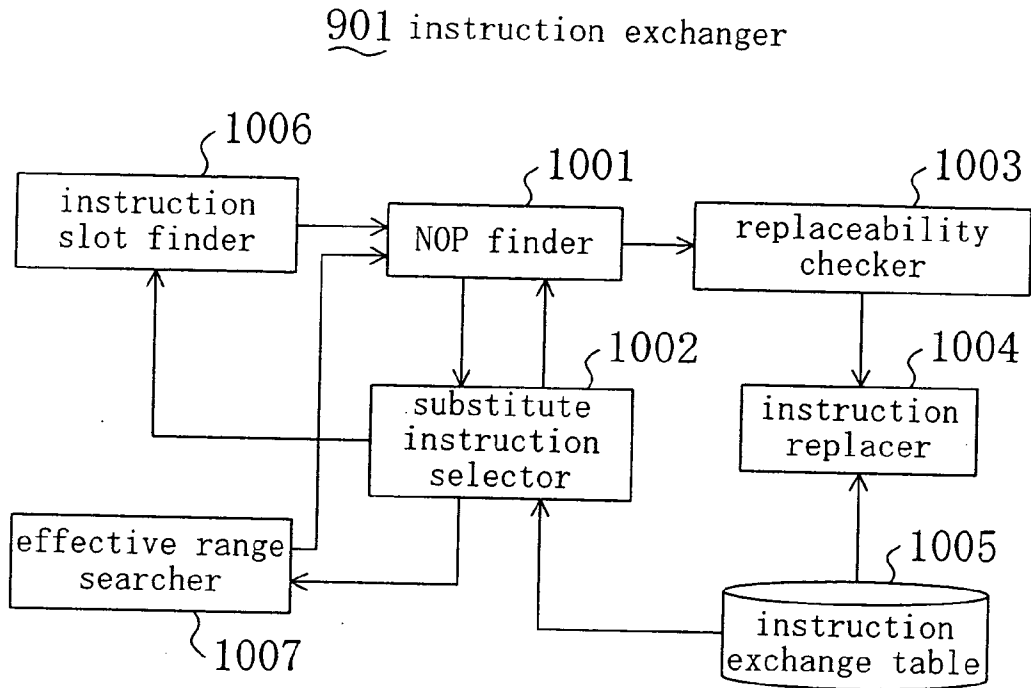 901 instruction exchanger
1006
instruction
slot finder
1001
NOP finder
1003
replaceability
checker
1002
substitute
instruction
selector
1004
instruction
replacer
effective range
searcher
1007
1005
instruction
exchange table